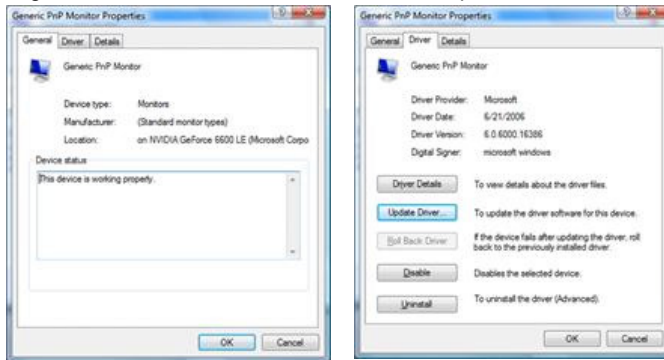 Generic PnP Monitor Properties
General Driver Details
Generic PnP Monitor
Device type: Monitors
Manufacturer: (Standard monitor types)
Location: on NVIDIA GeForce 6600 LE (Microsoft Corpo
Device status
This device is working properly.
OK Cancel
Generic PnP Monitor Properties
General Driver Details
Generic PnP Monitor
Driver Provider: Microsoft
Driver Date: 6/21/2006
Driver Version: 6.0.6000.16386
Digital Signer: microsoft windows
Driver Details To view details about the driver files.
Update Driver... To update the driver software for this device.
Roll Back Driver If the device fails after updating the driver, roll
back to the previously installed driver.
Disable Disables the selected device.
Uninstall To uninstall the driver (Advanced).
OK Cancel